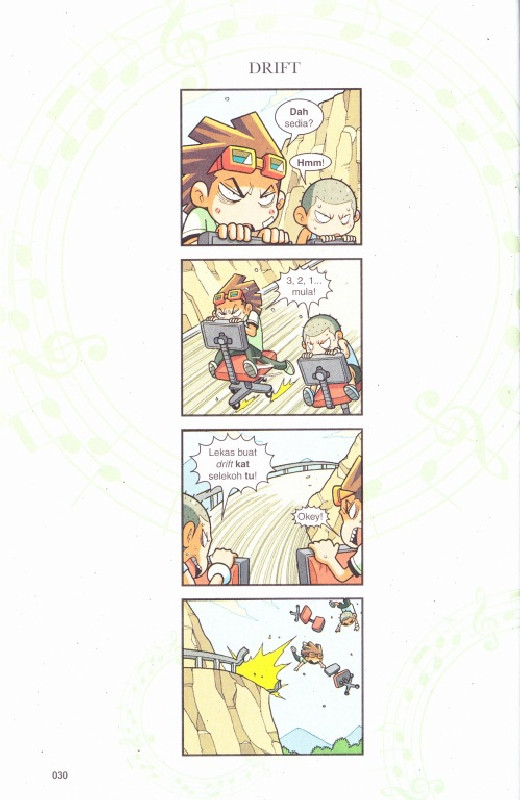 DRIFT
Dah
sedia?
Hmm!
3, 2, 1...
mula!
Lekas buat
drift kat
selekoh tu!
Okey!!
030